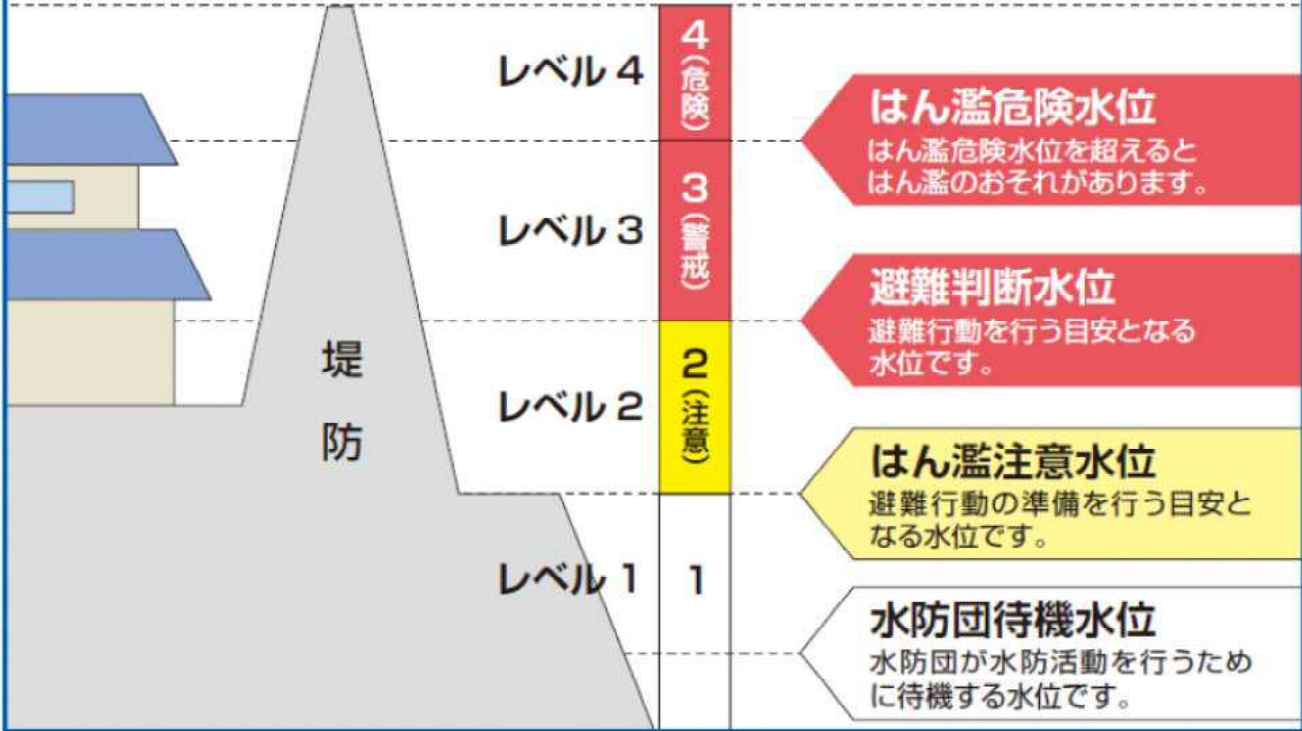 レベル 4
4(危険)
はん濫危険水位
はん濫危険水位を超えると
はん濫のおそれがあります。
レベル 3
3(警戒)
避難判断水位
避難行動を行う目安となる
水位です。
堤防
レベル 2
2(注意)
はん濫注意水位
避難行動の準備を行う目安と
なる水位です。
レベル 1
1
水防団待機水位
水防団が水防活動を行うため
に待機する水位です。